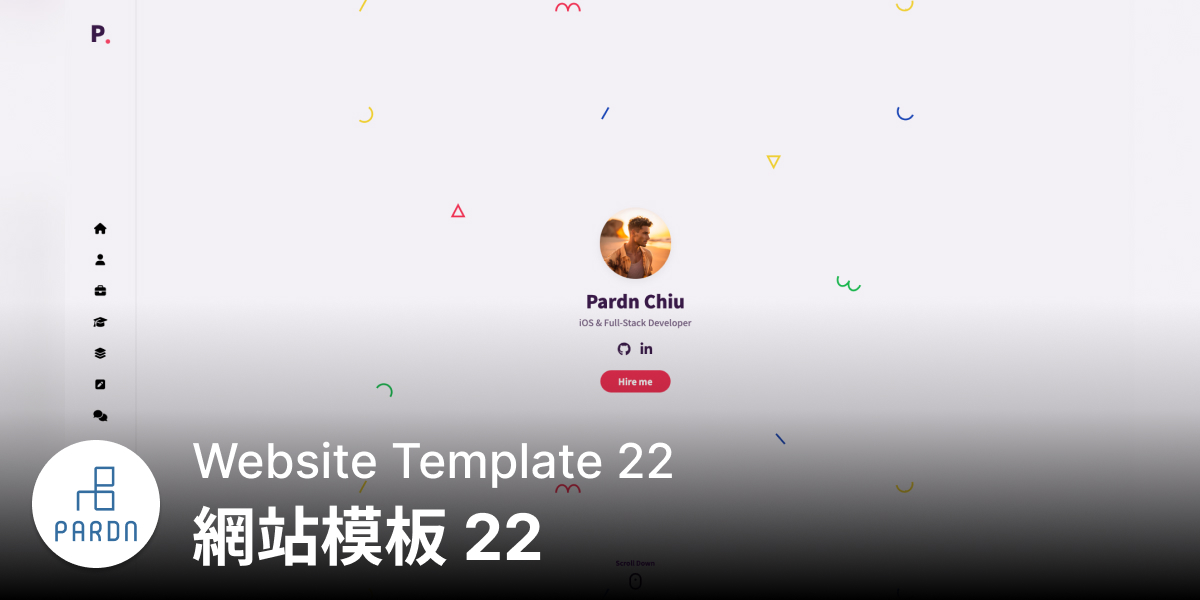 P.
Pardn Chiu
iOS & Full-Stack Developer
in
Hire me
Website Template 22
網站模板 22
PARDN
Scroll Down